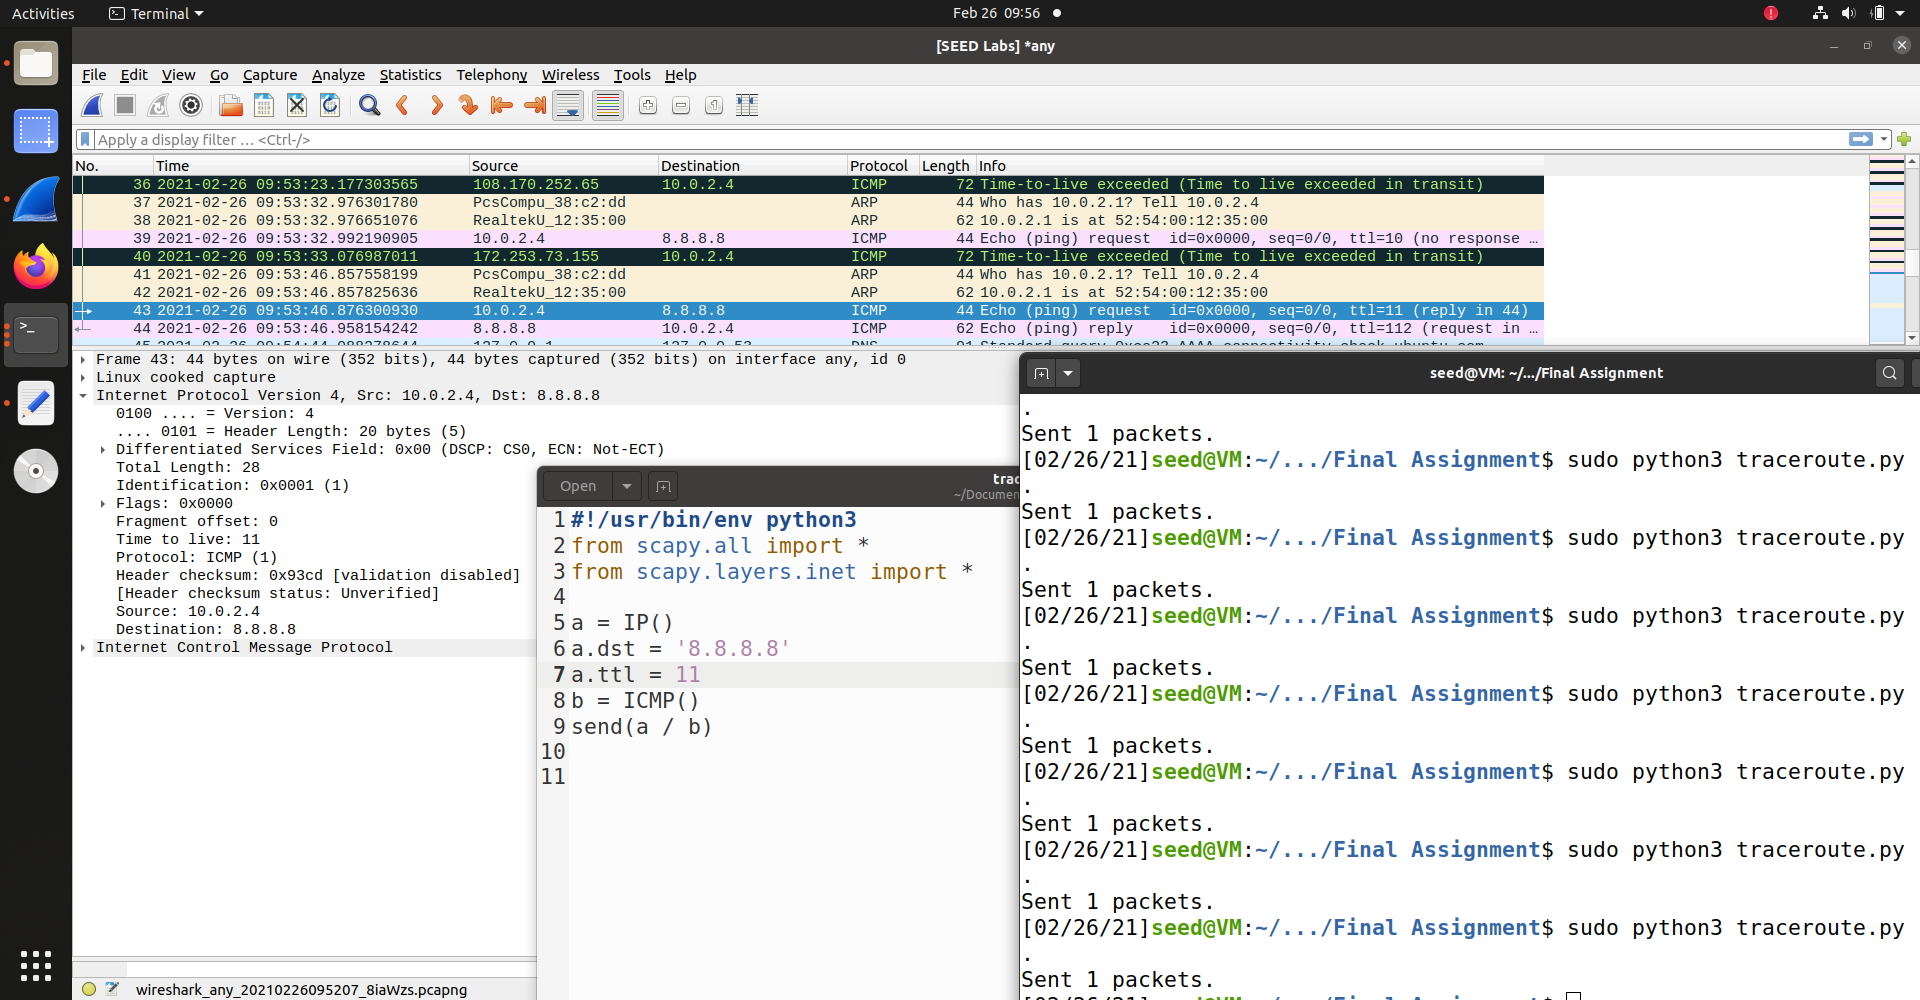 Activities
Terminal
Feb 26 09:56
[SEED Labs] *any
File Edit View Go Capture Analyze Statistics Telephony Wireless Tools Help
Apply a display filter … <Ctrl-/>
No. Time Source Destination Protocol Length Info
36 2021-02-26 09:53:23.177303565 108.170.252.65 10.0.2.4 ICMP 72 Time-to-live exceeded (Time to live exceeded in transit)
37 2021-02-26 09:53:32.976301780 PcsCompu_38:c2:dd ARP 44 Who has 10.0.2.1? Tell 10.0.2.4
38 2021-02-26 09:53:32.976651076 RealtekU_12:35:00 ARP 62 10.0.2.1 is at 52:54:00:12:35:00
39 2021-02-26 09:53:32.992190905 10.0.2.4 8.8.8.8 ICMP 44 Echo (ping) request id=0x0000, seq=0/0, ttl=10 (no response …
40 2021-02-26 09:53:33.076987011 172.253.73.155 10.0.2.4 ICMP 72 Time-to-live exceeded (Time to live exceeded in transit)
41 2021-02-26 09:53:46.857558199 PcsCompu_38:c2:dd ARP 44 Who has 10.0.2.1? Tell 10.0.2.4
42 2021-02-26 09:53:46.857825636 RealtekU_12:35:00 ARP 62 10.0.2.1 is at 52:54:00:12:35:00
43 2021-02-26 09:53:46.876300930 10.0.2.4 8.8.8.8 ICMP 44 Echo (ping) request id=0x0000, seq=0/0, ttl=11 (reply in 44)
44 2021-02-26 09:53:46.958154242 8.8.8.8 10.0.2.4 ICMP 62 Echo (ping) reply id=0x0000, seq=0/0, ttl=112 (request in …
Frame 43: 44 bytes on wire (352 bits), 44 bytes captured (352 bits) on interface any, id 0
Linux cooked capture
Internet Protocol Version 4, Src: 10.0.2.4, Dst: 8.8.8.8
0100 .... = Version: 4
.... 0101 = Header Length: 20 bytes (5)
Differentiated Services Field: 0x00 (DSCP: CS0, ECN: Not-ECT)
Total Length: 28
Identification: 0x0001 (1)
Flags: 0x0000
Fragment offset: 0
Time to live: 11
Protocol: ICMP (1)
Header checksum: 0x93cd [validation disabled]
[Header checksum status: Unverified]
Source: 10.0.2.4
Destination: 8.8.8.8
Internet Control Message Protocol
wireshark_any_20210226095207_8iaWzs.pcapng
Open
trac
~/Documen
1 #!/usr/bin/env python3
2 from scapy.all import *
3 from scapy.layers.inet import *
4
5 a = IP()
6 a.dst = '8.8.8.8'
7 a.ttl = 11
8 b = ICMP()
9 send(a / b)
10
11
seed@VM: ~/.../Final Assignment
.
Sent 1 packets.
[02/26/21]seed@VM:~/.../Final Assignment$ sudo python3 traceroute.py
.
Sent 1 packets.
[02/26/21]seed@VM:~/.../Final Assignment$ sudo python3 traceroute.py
.
Sent 1 packets.
[02/26/21]seed@VM:~/.../Final Assignment$ sudo python3 traceroute.py
.
Sent 1 packets.
[02/26/21]seed@VM:~/.../Final Assignment$ sudo python3 traceroute.py
.
Sent 1 packets.
[02/26/21]seed@VM:~/.../Final Assignment$ sudo python3 traceroute.py
.
Sent 1 packets.
[02/26/21]seed@VM:~/.../Final Assignment$ sudo python3 traceroute.py
.
Sent 1 packets.
[02/26/21]seed@VM:~/.../Final Assignment$ sudo python3 traceroute.py
.
Sent 1 packets.